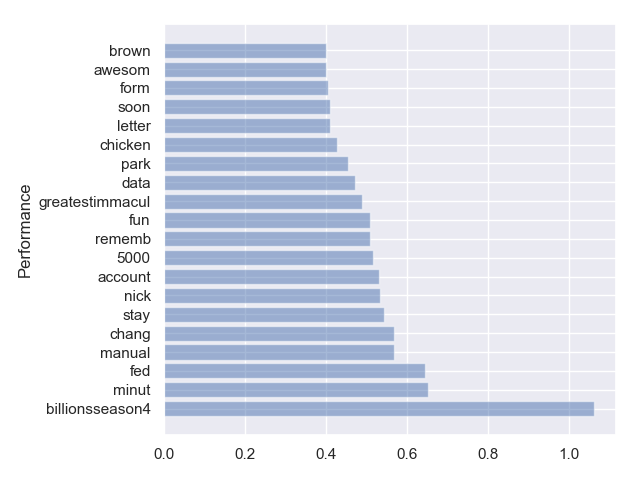 Performance
brown
awesom
form
soon
letter
chicken
park
data
greatestimmacul
fun
rememb
5000
account
nick
stay
chang
manual
fed
minut
billionsseason4
0.0 0.2 0.4 0.6 0.8 1.0